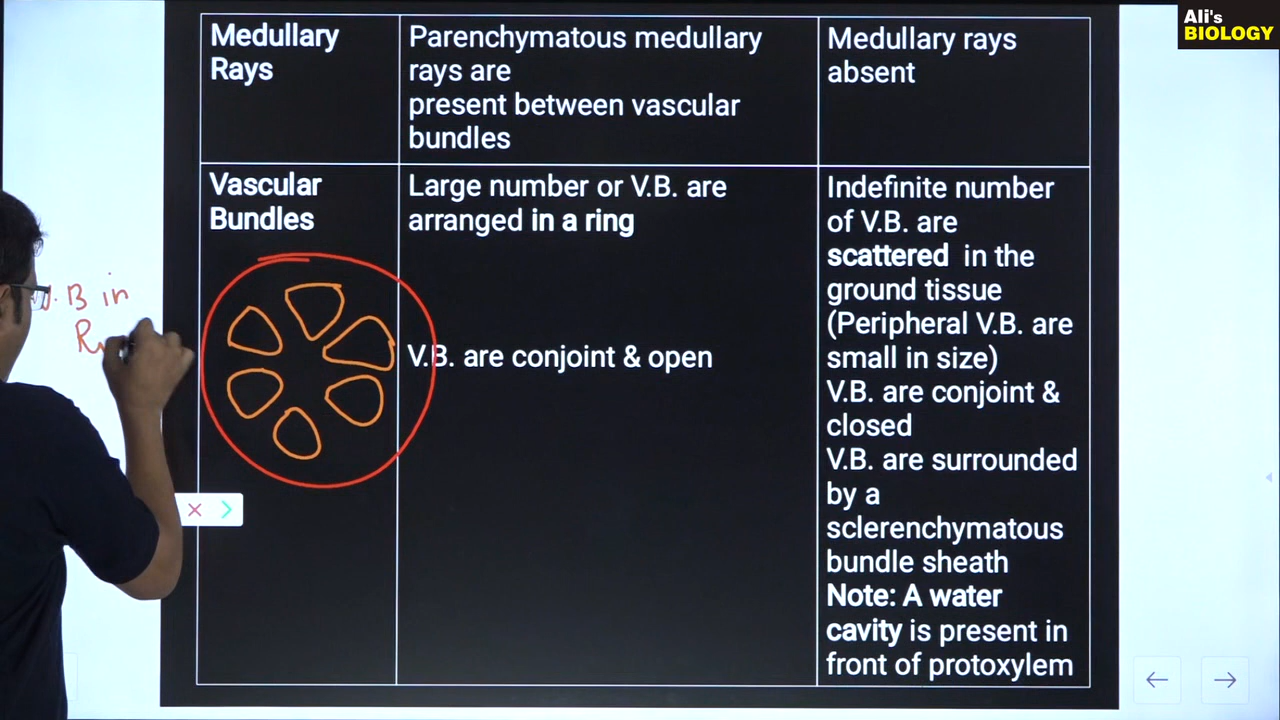 Ali's
BIOLOGY
Medullary
Rays
Parenchymatous medullary
rays are
present between vascular
bundles
Medullary rays
absent
Vascular
Bundles
Large number or V.B. are
arranged in a ring
V.B. are conjoint & open
Indefinite number
of V.B. are
scattered in the
ground tissue
(Peripheral V.B. are
small in size)
V.B. are conjoint &
closed
V.B. are surrounded
by a
sclerenchymatous
bundle sheath
Note: A water
cavity is present in
front of protoxylem
B in